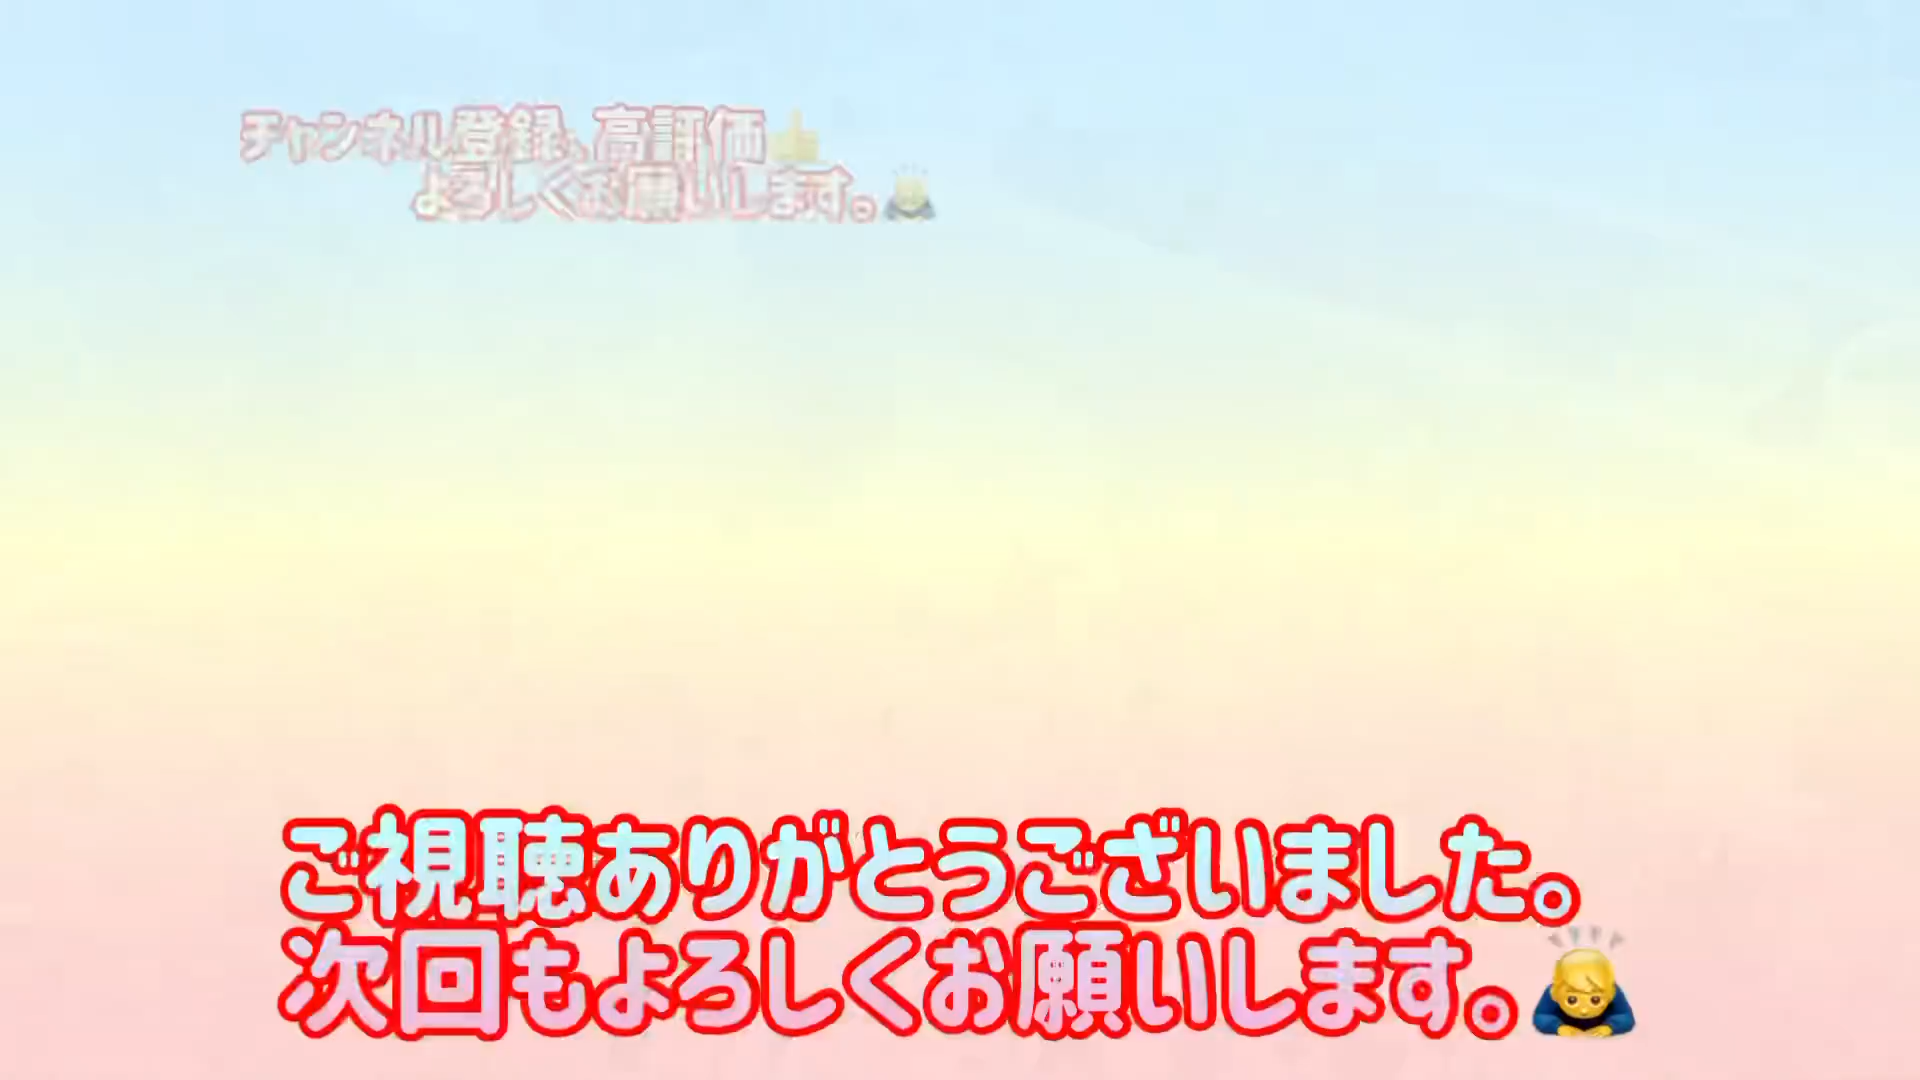 チャンネル登録、高評価👍
よろしくお願いします。🙇
ご視聴ありがとうございました。
次回もよろしくお願いします。🙇